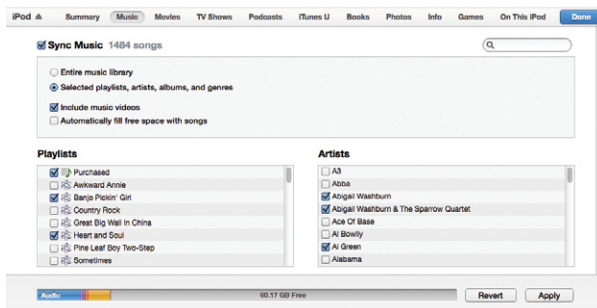 iPod Summary Music Movies TV Shows Podcasts iTunes U Books Photos Info Games On This iPod Done
Sync Music 1484 songs
Entire music library
Selected playlists, artists, albums, and genres
Include music videos
Automatically fill free space with songs
Playlists
Purchased
Awkward Annie
Banjo Pickin' Girl
Country Rock
Great Big Wall In China
Heart and Soul
Pine Leaf Boy Two-Step
Sometimes
Artists
A3
Abba
Abigail Washburn
Abigail Washburn & The Sparrow Quartet
Ace Of Base
Al Bowlly
Al Green
Alabama
Audio 60.17 GB Free Revert Apply